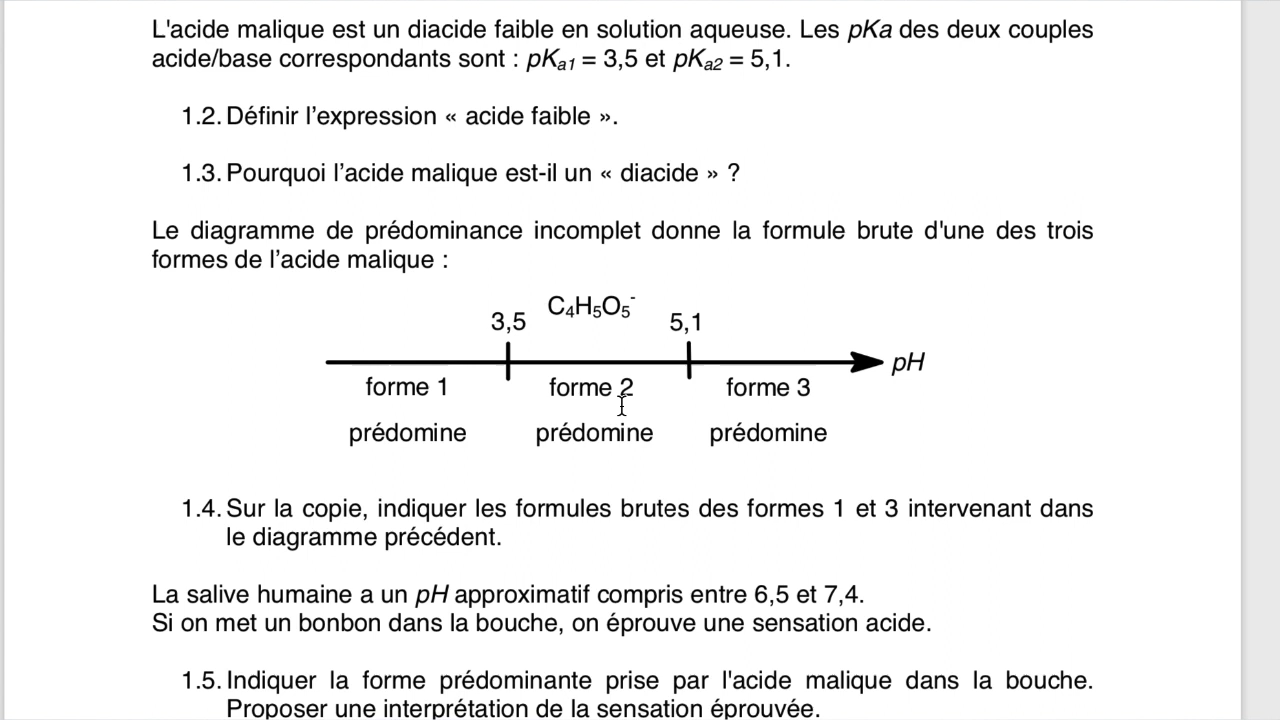 L'acide malique est un diacide faible en solution aqueuse. Les pKa des deux couples
acide/base correspondants sont : pKa1 = 3,5 et pKa2 = 5,1.
1.2. Définir l’expression « acide faible ».
1.3. Pourquoi l’acide malique est-il un « diacide » ?
Le diagramme de prédominance incomplet donne la formule brute d'une des trois
formes de l’acide malique :
C4H5O5-
3,5 5,1
pH
forme 1 forme 2 forme 3
prédomine prédomine prédomine
1.4. Sur la copie, indiquer les formules brutes des formes 1 et 3 intervenant dans
le diagramme précédent.
La salive humaine a un pH approximatif compris entre 6,5 et 7,4.
Si on met un bonbon dans la bouche, on éprouve une sensation acide.
1.5. Indiquer la forme prédominante prise par l'acide malique dans la bouche.
Proposer une interprétation de la sensation éprouvée.